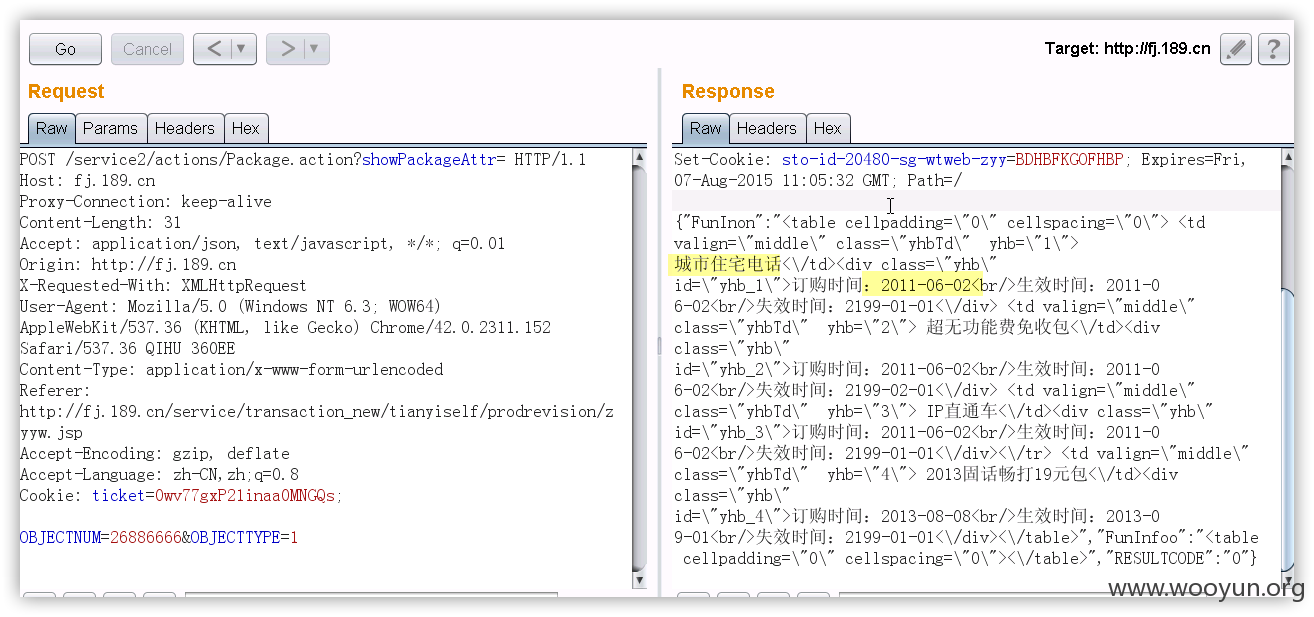 Go
Cancel
<
>
Target: http://fj.189.cn
?
Request
Response
Raw Params Headers Hex
Raw Headers Hex
POST /service2/actions/Package.action?showPackageAttr= HTTP/1.1
Host: fj.189.cn
Proxy-Connection: keep-alive
Content-Length: 31
Accept: application/json, text/javascript, */*; q=0.01
Origin: http://fj.189.cn
X-Requested-With: XMLHttpRequest
User-Agent: Mozilla/5.0 (Windows NT 6.3; WOW64)
AppleWebKit/537.36 (KHTML, like Gecko) Chrome/42.0.2311.152
Safari/537.36 QIHU 360EE
Content-Type: application/x-www-form-urlencoded
Referer:
http://fj.189.cn/service/transaction_new/tianyiself/prodrevision/z
yyw.jsp
Accept-Encoding: gzip, deflate
Accept-Language: zh-CN,zh;q=0.8
Cookie: ticket=0wv77gxP21inaa0MNGQs;
OBJECTNUM=26886666&OBJECTTYPE=1
Set-Cookie: sto-id-20480-sg-wtweb-zyy=BDHBFKGOFHBP; Expires=Fri,
07-Aug-2015 11:05:32 GMT; Path=/
{"FunInon":"<table cellpadding=\"0\" cellspacing=\"0\"> <td
valign=\"middle\" class=\"yhbTd\"  yhb=\"1\">
城市住宅电话<\/td><div class=\"yhb\"
id=\"yhb_1\">订购时间：2011-06-02<br/>生效时间：2011-0
6-02<br/>失效时间：2199-01-01<\/div> <td valign=\"middle\"
class=\"yhbTd\"  yhb=\"2\"> 超无功能费免收包<\/td><div
class=\"yhb\"
id=\"yhb_2\">订购时间：2011-06-02<br/>生效时间：2011-0
6-02<br/>失效时间：2199-02-01<\/div> <td valign=\"middle\"
class=\"yhbTd\"  yhb=\"3\"> IP直通车<\/td><div class=\"yhb\"
id=\"yhb_3\">订购时间：2011-06-02<br/>生效时间：2011-0
6-02<br/>失效时间：2199-01-01<\/div><\/tr> <td valign=\"middle\"
class=\"yhbTd\"  yhb=\"4\"> 2013固话畅打19元包<\/td><div
class=\"yhb\"
id=\"yhb_4\">订购时间：2013-08-08<br/>生效时间：2013-0
9-01<br/>失效时间：2199-01-01<\/div><\/table>","FunInfoo":"<table
cellpadding=\"0\" cellspacing=\"0\"><\/table>","RESULTCODE":"0"}
www.wooyun.org